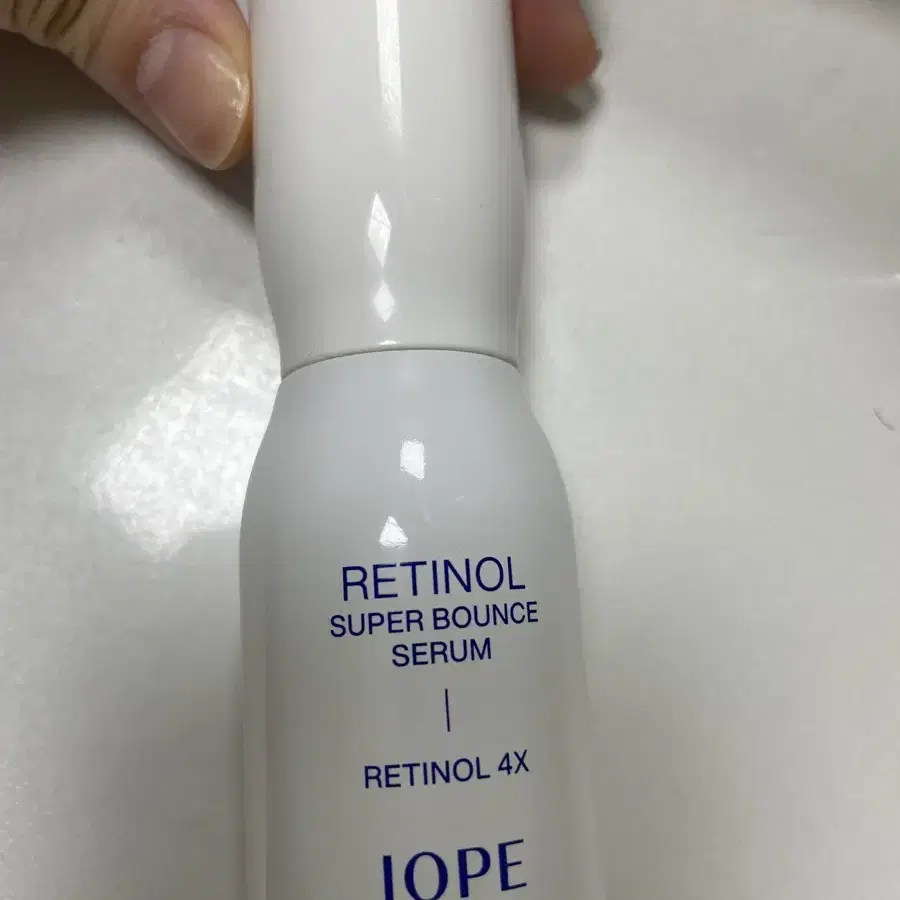 RETINOL
SUPER BOUNCE
SERUM
RETINOL 4X
IOPE